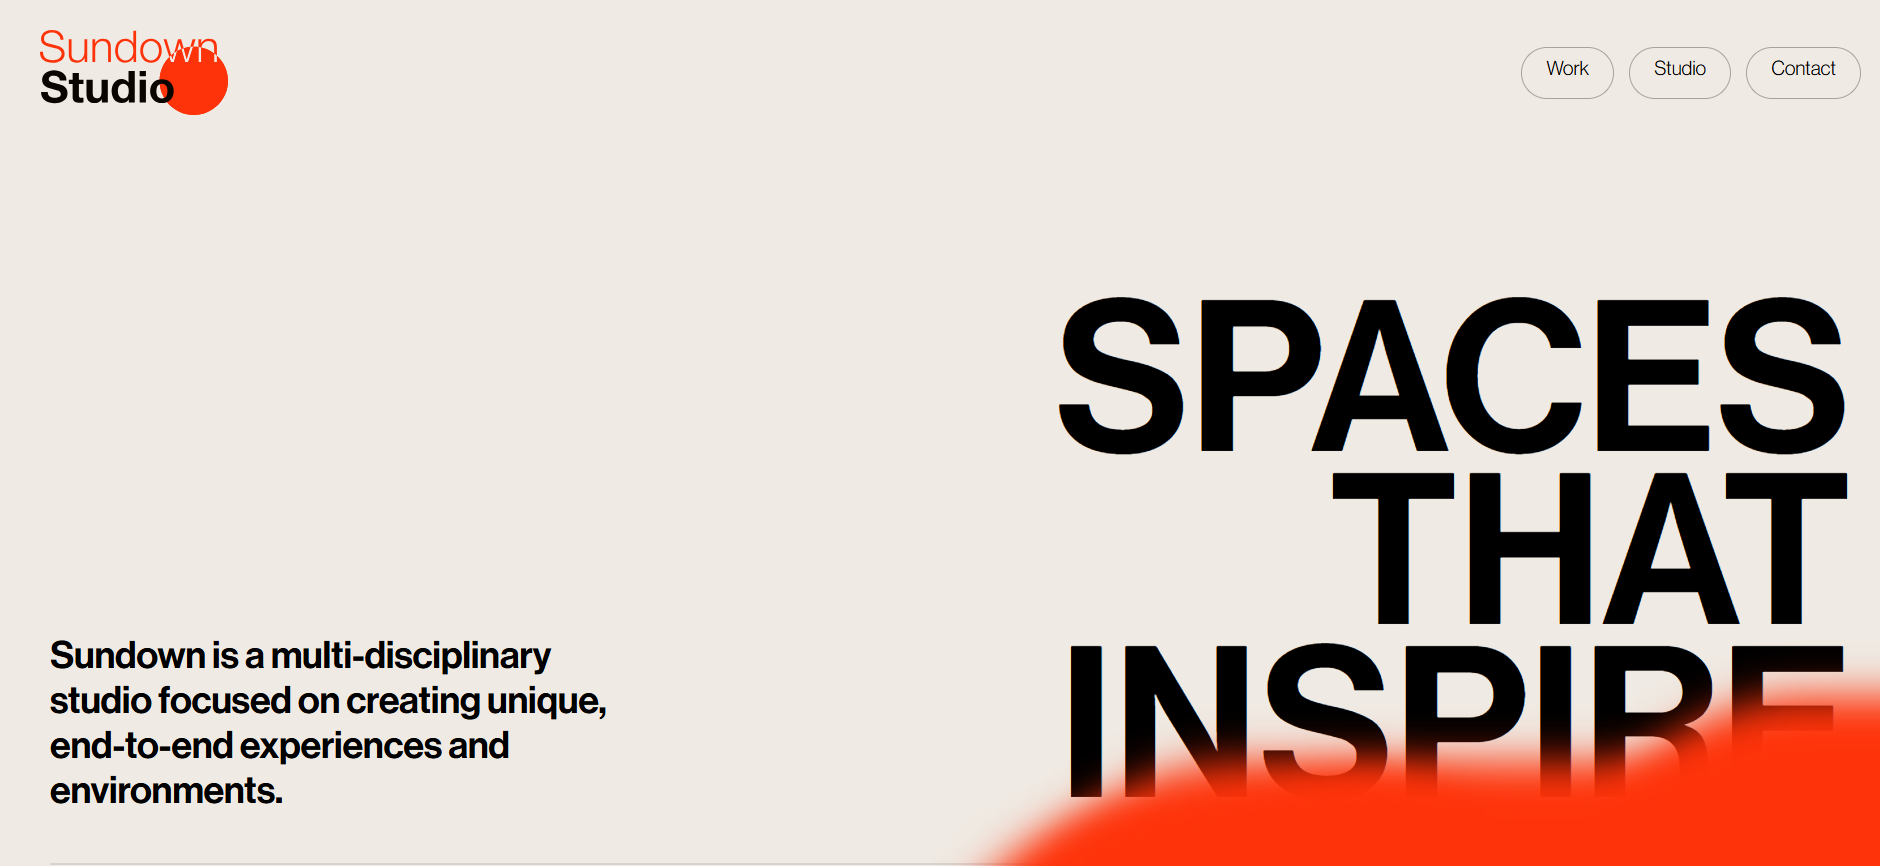 Sundown
Studio
Work
Studio
Contact
SPACES
THAT
INSPIRE
Sundown is a multi-disciplinary
studio focused on creating unique,
end-to-end experiences and
environments.